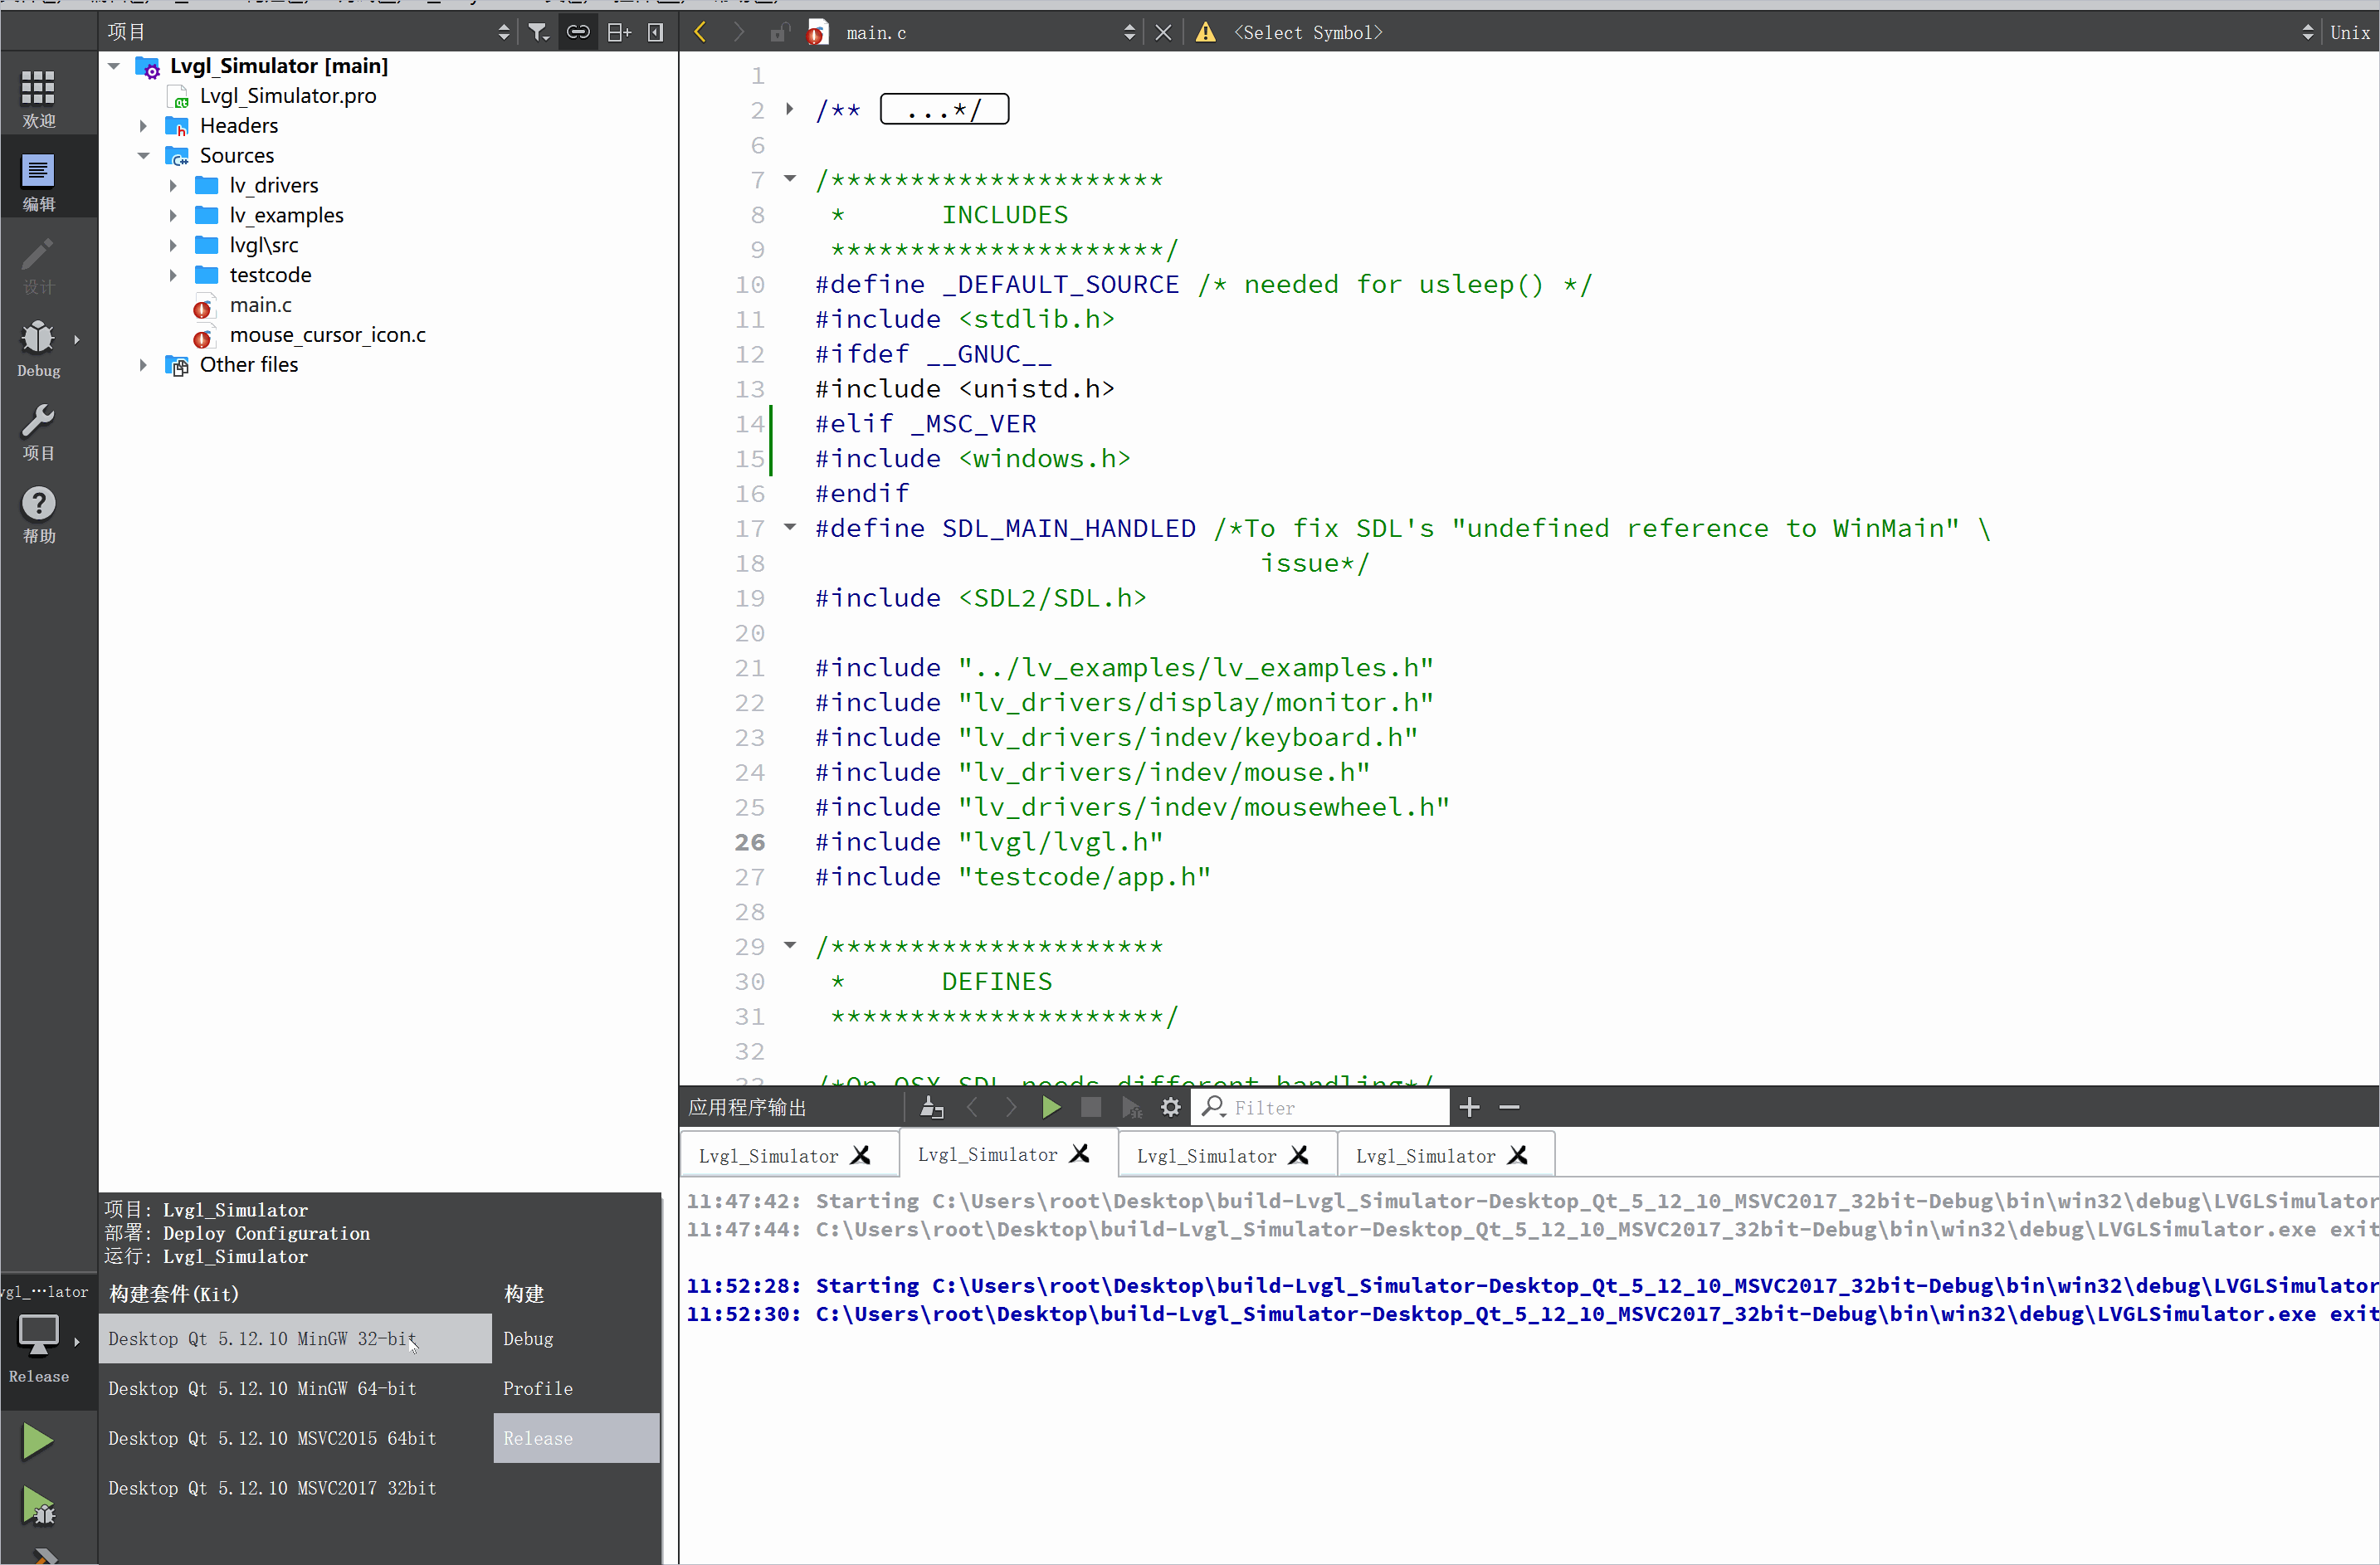 项目
main.c
<Select Symbol>
Unix
欢迎
编辑
设计
Debug
项目
帮助
Lvgl_Simulator [main]
Lvgl_Simulator.pro
Headers
Sources
lv_drivers
lv_examples
lvgl\src
testcode
main.c
mouse_cursor_icon.c
Other files
1
2 /** ...*/
6
7 /*********************
8 * INCLUDES
9 *********************/
10 #define _DEFAULT_SOURCE /* needed for usleep() */
11 #include <stdlib.h>
12 #ifdef __GNUC__
13 #include <unistd.h>
14 #elif _MSC_VER
15 #include <windows.h>
16 #endif
17 #define SDL_MAIN_HANDLED /*To fix SDL's "undefined reference to WinMain" \
18 issue*/
19 #include <SDL2/SDL.h>
20
21 #include "../lv_examples/lv_examples.h"
22 #include "lv_drivers/display/monitor.h"
23 #include "lv_drivers/indev/keyboard.h"
24 #include "lv_drivers/indev/mouse.h"
25 #include "lv_drivers/indev/mousewheel.h"
26 #include "lvgl/lvgl.h"
27 #include "testcode/app.h"
28
29 /*********************
30 * DEFINES
31 *********************/
32
33 /*On OSX SDL needs different handling*/
应用程序输出
Filter
Lvgl_Simulator
Lvgl_Simulator
Lvgl_Simulator
Lvgl_Simulator
11:47:42: Starting C:\Users\root\Desktop\build-Lvgl_Simulator-Desktop_Qt_5_12_10_MSVC2017_32bit-Debug\bin\win32\debug\LVGLSimulator
11:47:44: C:\Users\root\Desktop\build-Lvgl_Simulator-Desktop_Qt_5_12_10_MSVC2017_32bit-Debug\bin\win32\debug\LVGLSimulator.exe exit
11:52:28: Starting C:\Users\root\Desktop\build-Lvgl_Simulator-Desktop_Qt_5_12_10_MSVC2017_32bit-Debug\bin\win32\debug\LVGLSimulator
11:52:30: C:\Users\root\Desktop\build-Lvgl_Simulator-Desktop_Qt_5_12_10_MSVC2017_32bit-Debug\bin\win32\debug\LVGLSimulator.exe exit
项目: Lvgl_Simulator
部署: Deploy Configuration
运行: Lvgl_Simulator
构建套件(Kit) 构建
Desktop Qt 5.12.10 MinGW 32-bit Debug
Desktop Qt 5.12.10 MinGW 64-bit Profile
Desktop Qt 5.12.10 MSVC2015 64bit Release
Desktop Qt 5.12.10 MSVC2017 32bit
vgl_···lator
Release